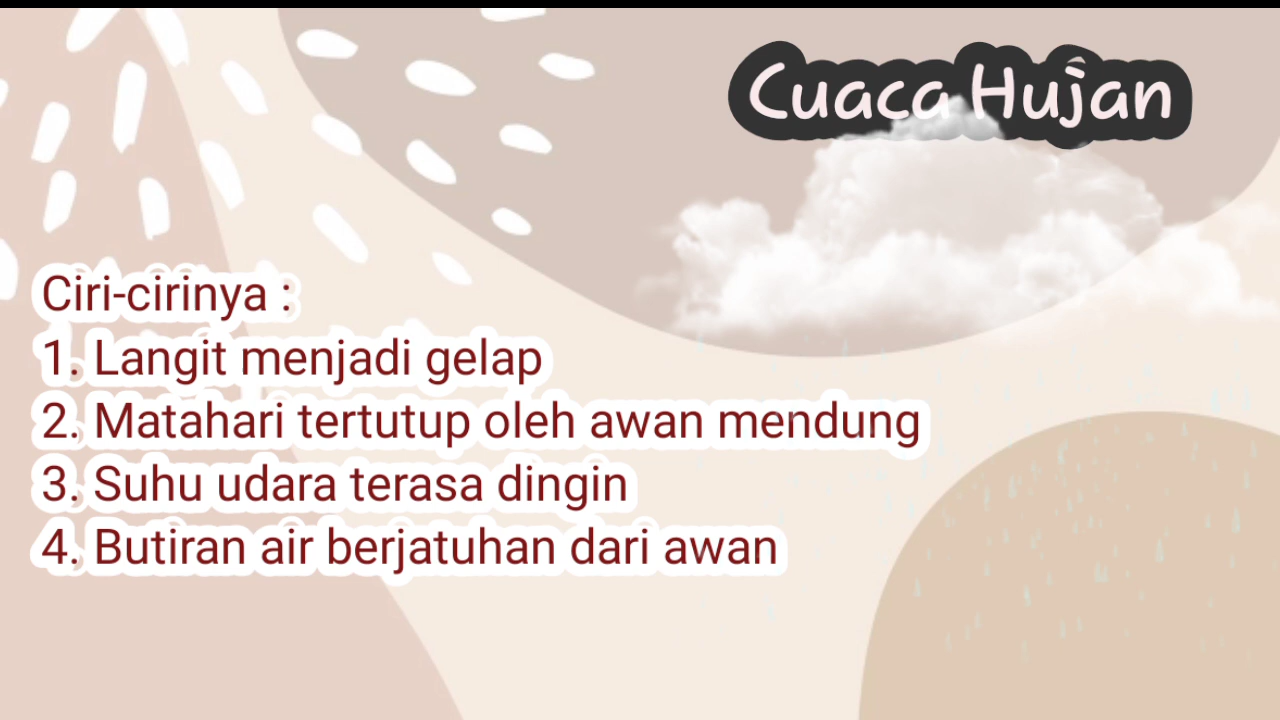 Cuaca Hujan
Ciri-cirinya :
1. Langit menjadi gelap
2. Matahari tertutup oleh awan mendung
3. Suhu udara terasa dingin
4. Butiran air berjatuhan dari awan